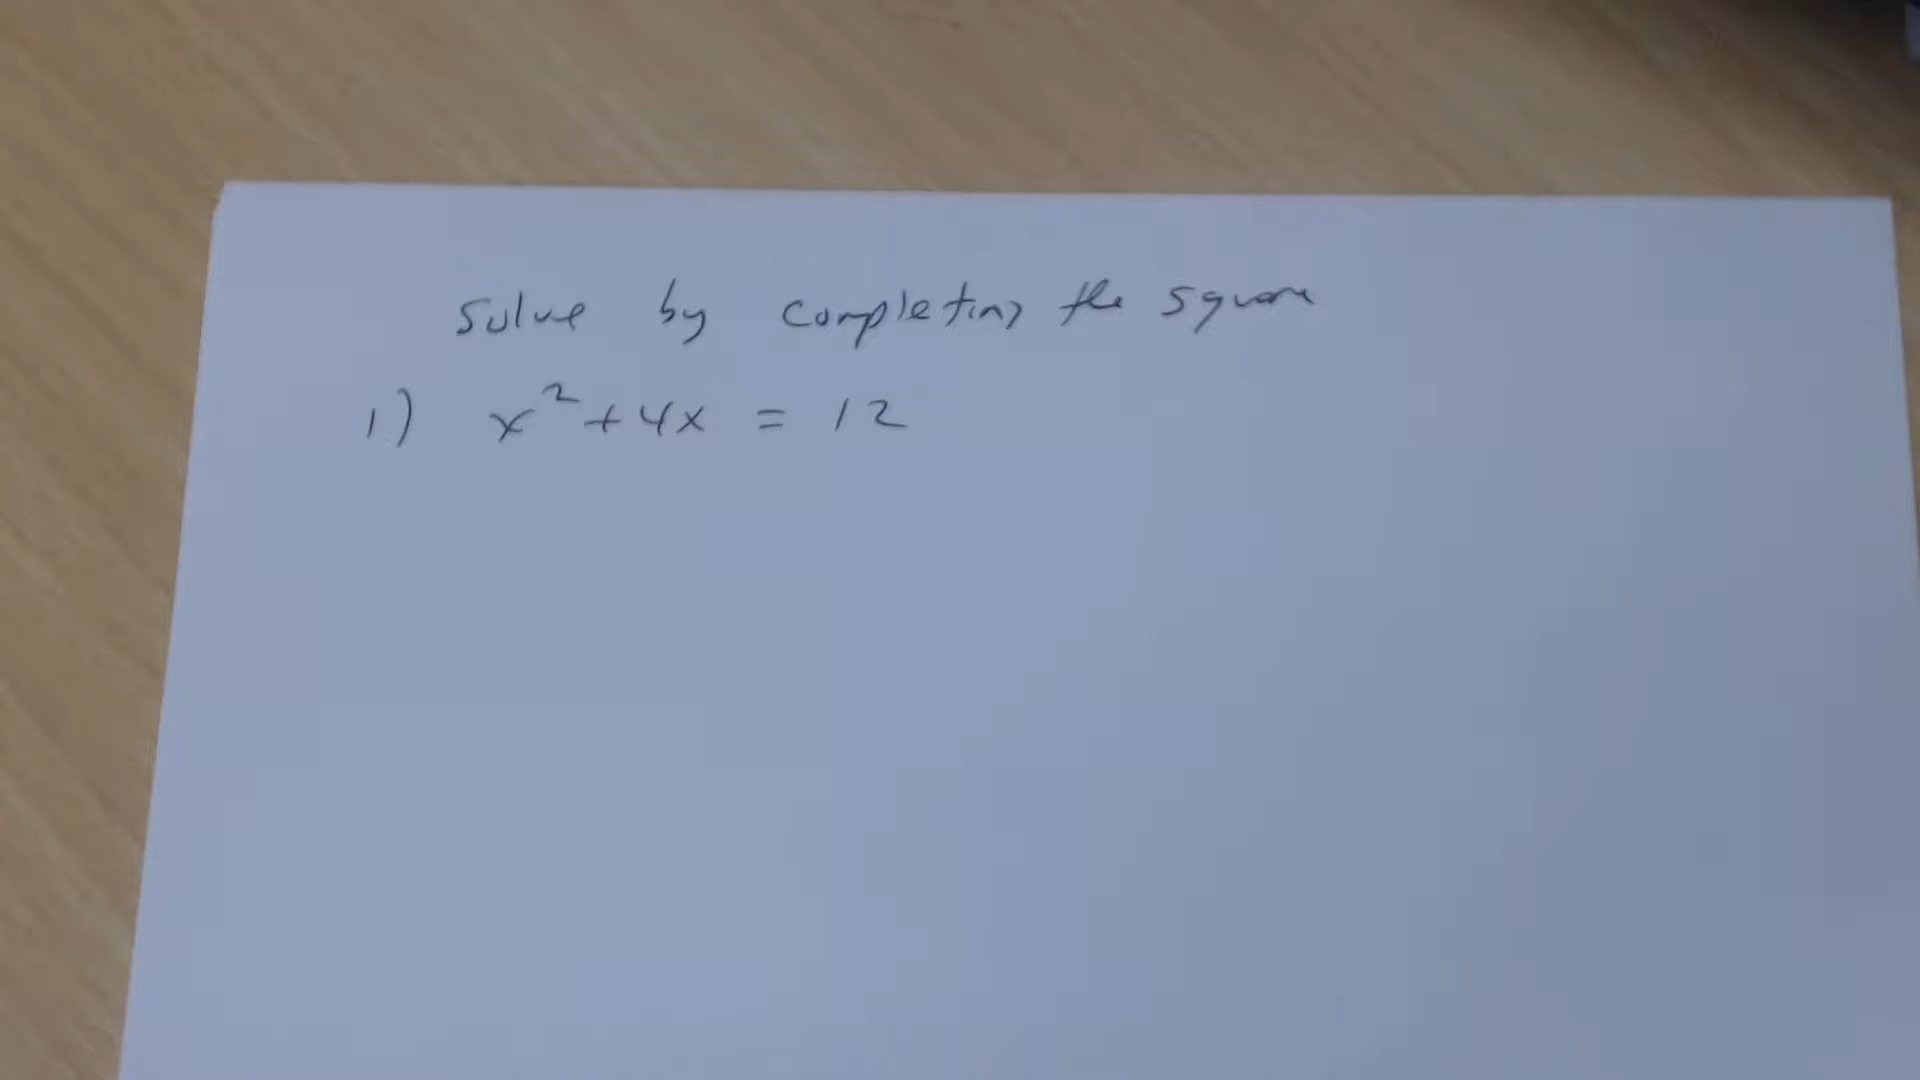 Solve by completing the square
1) x² + 4x = 12